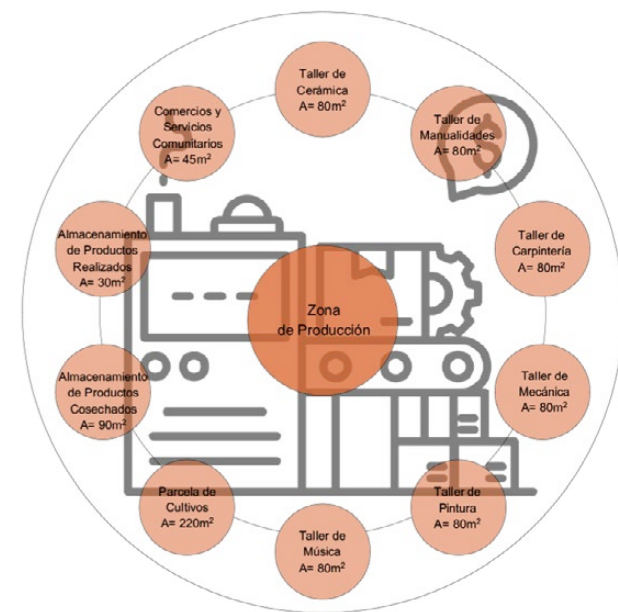 Taller de
Cerámica
A= 80m²
Taller de
Manualidades
A= 80m²
Taller de
Carpintería
A= 80m²
Taller de
Mecánica
A= 80m²
Taller de
Pintura
A= 80m²
Taller de
Música
A= 80m²
Parcela de
Cultivos
A= 220m²
Almacenamiento
de Productos
Cosechados
A= 90m²
Almacenamiento
de Productos
Realizados
A= 30m²
Comercios y
Servicios
Comunitarios
A= 45m²
Zona
de Producción
$